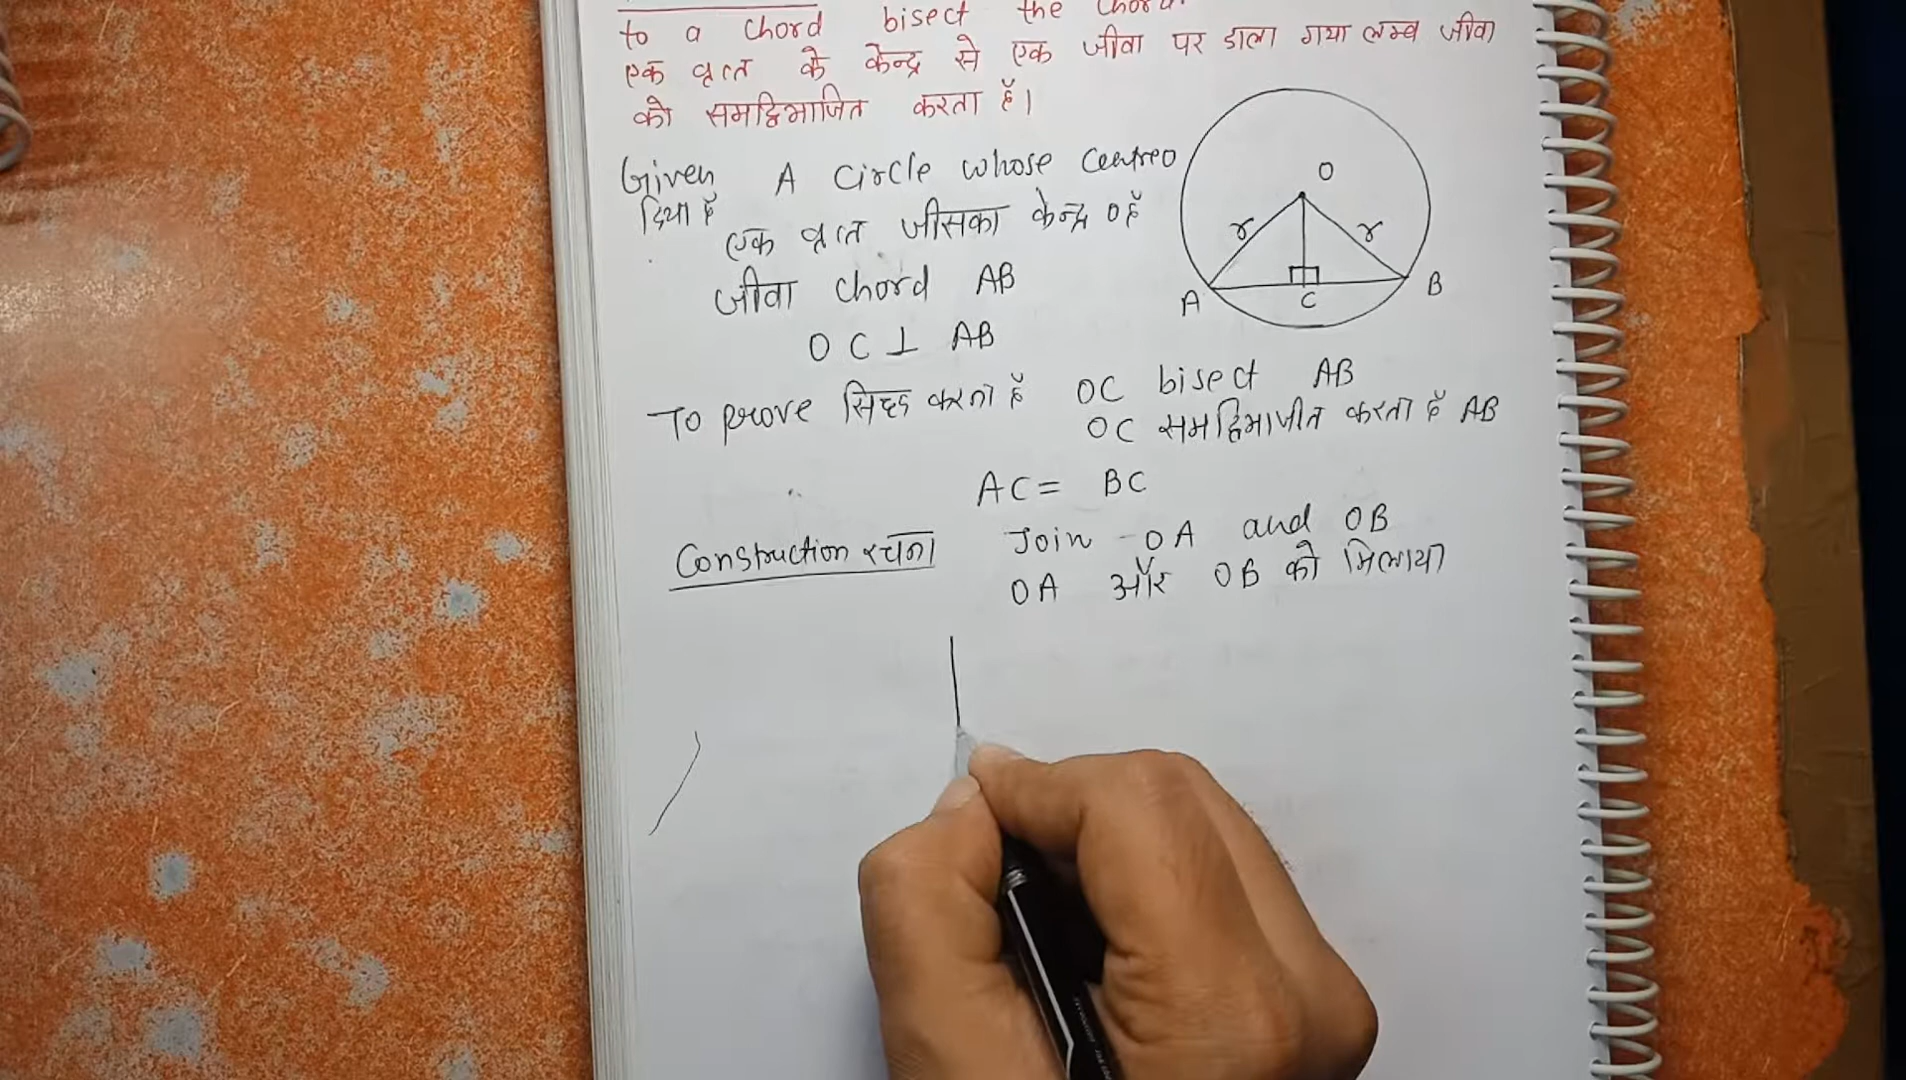 to a chord bisect the chord.
एक वृत्त के केन्द्र से एक जीवा पर डाला गया लम्ब जीवा
को समद्विभाजित करता हैं।
Given A circle whose centre O
दिया हैं
एक वृत्त जीसका केन्द्र O हैं
जीवा chord AB
OC ⊥ AB
O
r r
A C B
To prove सिद्ध करना हैं OC bisect AB
OC समद्विभाजीत करता हैं AB
AC = BC
Construction रचना Join OA and OB
OA और OB को मिलाया